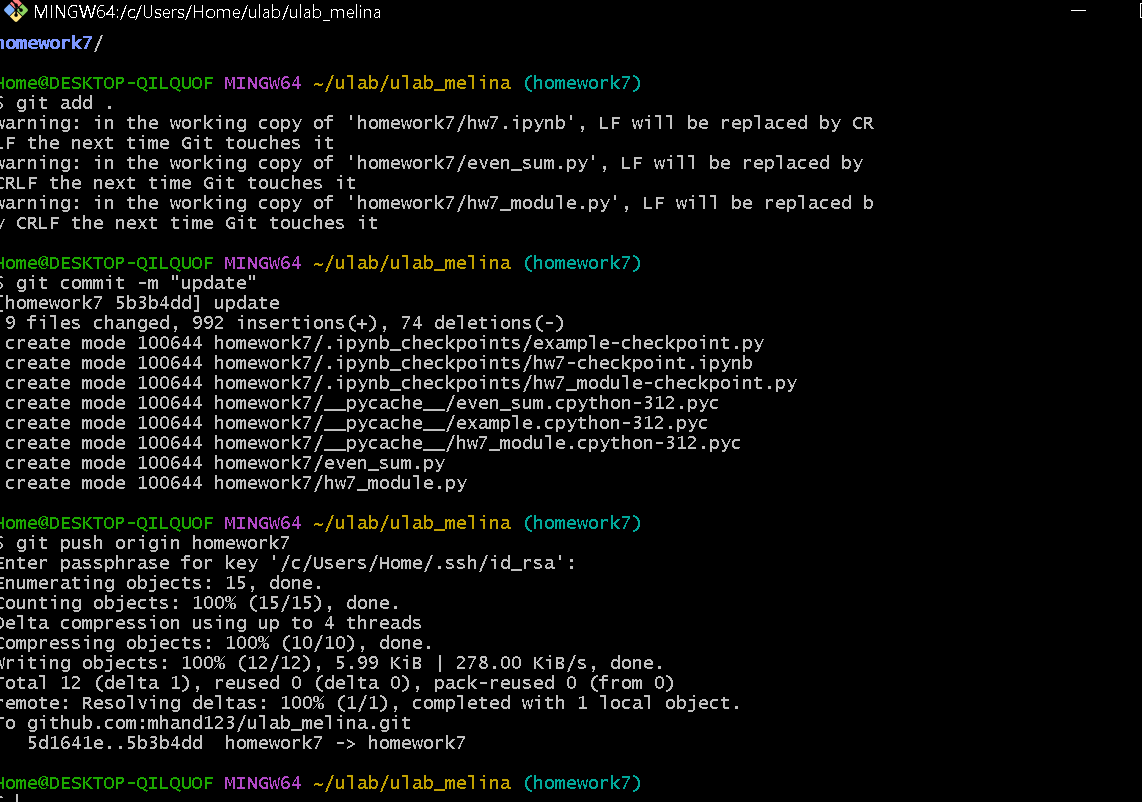 MINGW64:/c/Users/Home/ulab/ulab_melina
homework7/
Home@DESKTOP-QILQUOF MINGW64 ~/ulab/ulab_melina (homework7)
$ git add .
warning: in the working copy of 'homework7/hw7.ipynb', LF will be replaced by CR
LF the next time Git touches it
warning: in the working copy of 'homework7/even_sum.py', LF will be replaced by
CRLF the next time Git touches it
warning: in the working copy of 'homework7/hw7_module.py', LF will be replaced b
y CRLF the next time Git touches it
Home@DESKTOP-QILQUOF MINGW64 ~/ulab/ulab_melina (homework7)
$ git commit -m "update"
[homework7 5b3b4dd] update
9 files changed, 992 insertions(+), 74 deletions(-)
create mode 100644 homework7/.ipynb_checkpoints/example-checkpoint.py
create mode 100644 homework7/.ipynb_checkpoints/hw7-checkpoint.ipynb
create mode 100644 homework7/.ipynb_checkpoints/hw7_module-checkpoint.py
create mode 100644 homework7/__pycache__/even_sum.cpython-312.pyc
create mode 100644 homework7/__pycache__/example.cpython-312.pyc
create mode 100644 homework7/__pycache__/hw7_module.cpython-312.pyc
create mode 100644 homework7/even_sum.py
create mode 100644 homework7/hw7_module.py
Home@DESKTOP-QILQUOF MINGW64 ~/ulab/ulab_melina (homework7)
$ git push origin homework7
Enter passphrase for key '/c/Users/Home/.ssh/id_rsa':
Enumerating objects: 15, done.
Counting objects: 100% (15/15), done.
Delta compression using up to 4 threads
Compressing objects: 100% (10/10), done.
Writing objects: 100% (12/12), 5.99 KiB | 278.00 KiB/s, done.
Total 12 (delta 1), reused 0 (delta 0), pack-reused 0 (from 0)
remote: Resolving deltas: 100% (1/1), completed with 1 local object.
To github.com:mhand123/ulab_melina.git
5d1641e..5b3b4dd  homework7 -> homework7
Home@DESKTOP-QILQUOF MINGW64 ~/ulab/ulab_melina (homework7)
$